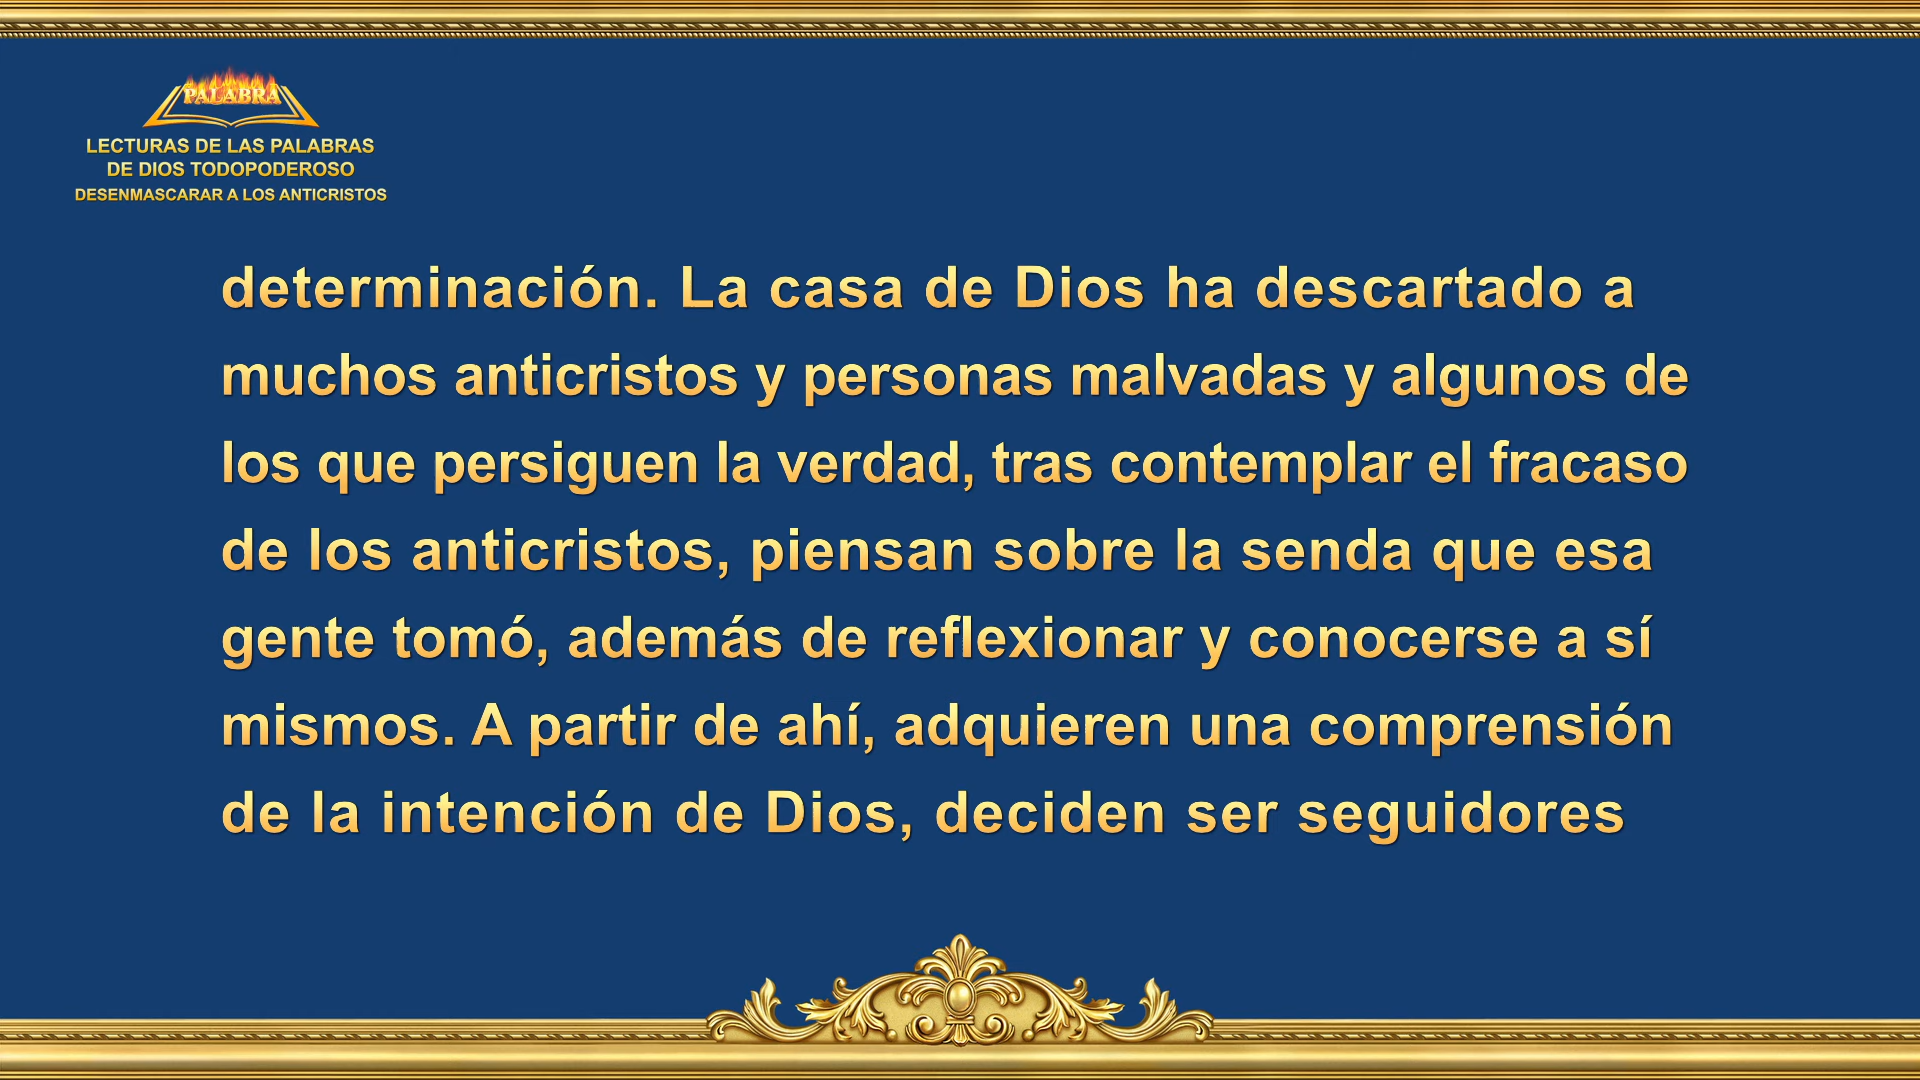 PALABRA
LECTURAS DE LAS PALABRAS
DE DIOS TODOPODEROSO
DESENMASCARAR A LOS ANTICRISTOS
determinación. La casa de Dios ha descartado a
muchos anticristos y personas malvadas y algunos de
los que persiguen la verdad, tras contemplar el fracaso
de los anticristos, piensan sobre la senda que esa
gente tomó, además de reflexionar y conocerse a sí
mismos. A partir de ahí, adquieren una comprensión
de la intención de Dios, deciden ser seguidores